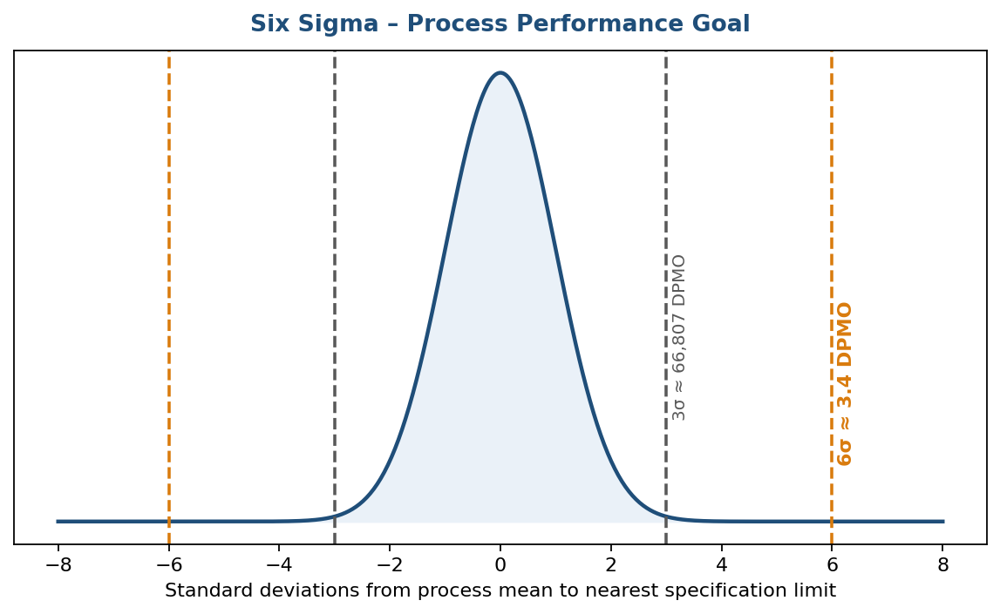 Six Sigma – Process Performance Goal
3σ ≈ 66,807 DPMO
6σ ≈ 3.4 DPMO
−8 −6 −4 −2 0 2 4 6 8
Standard deviations from process mean to nearest specification limit